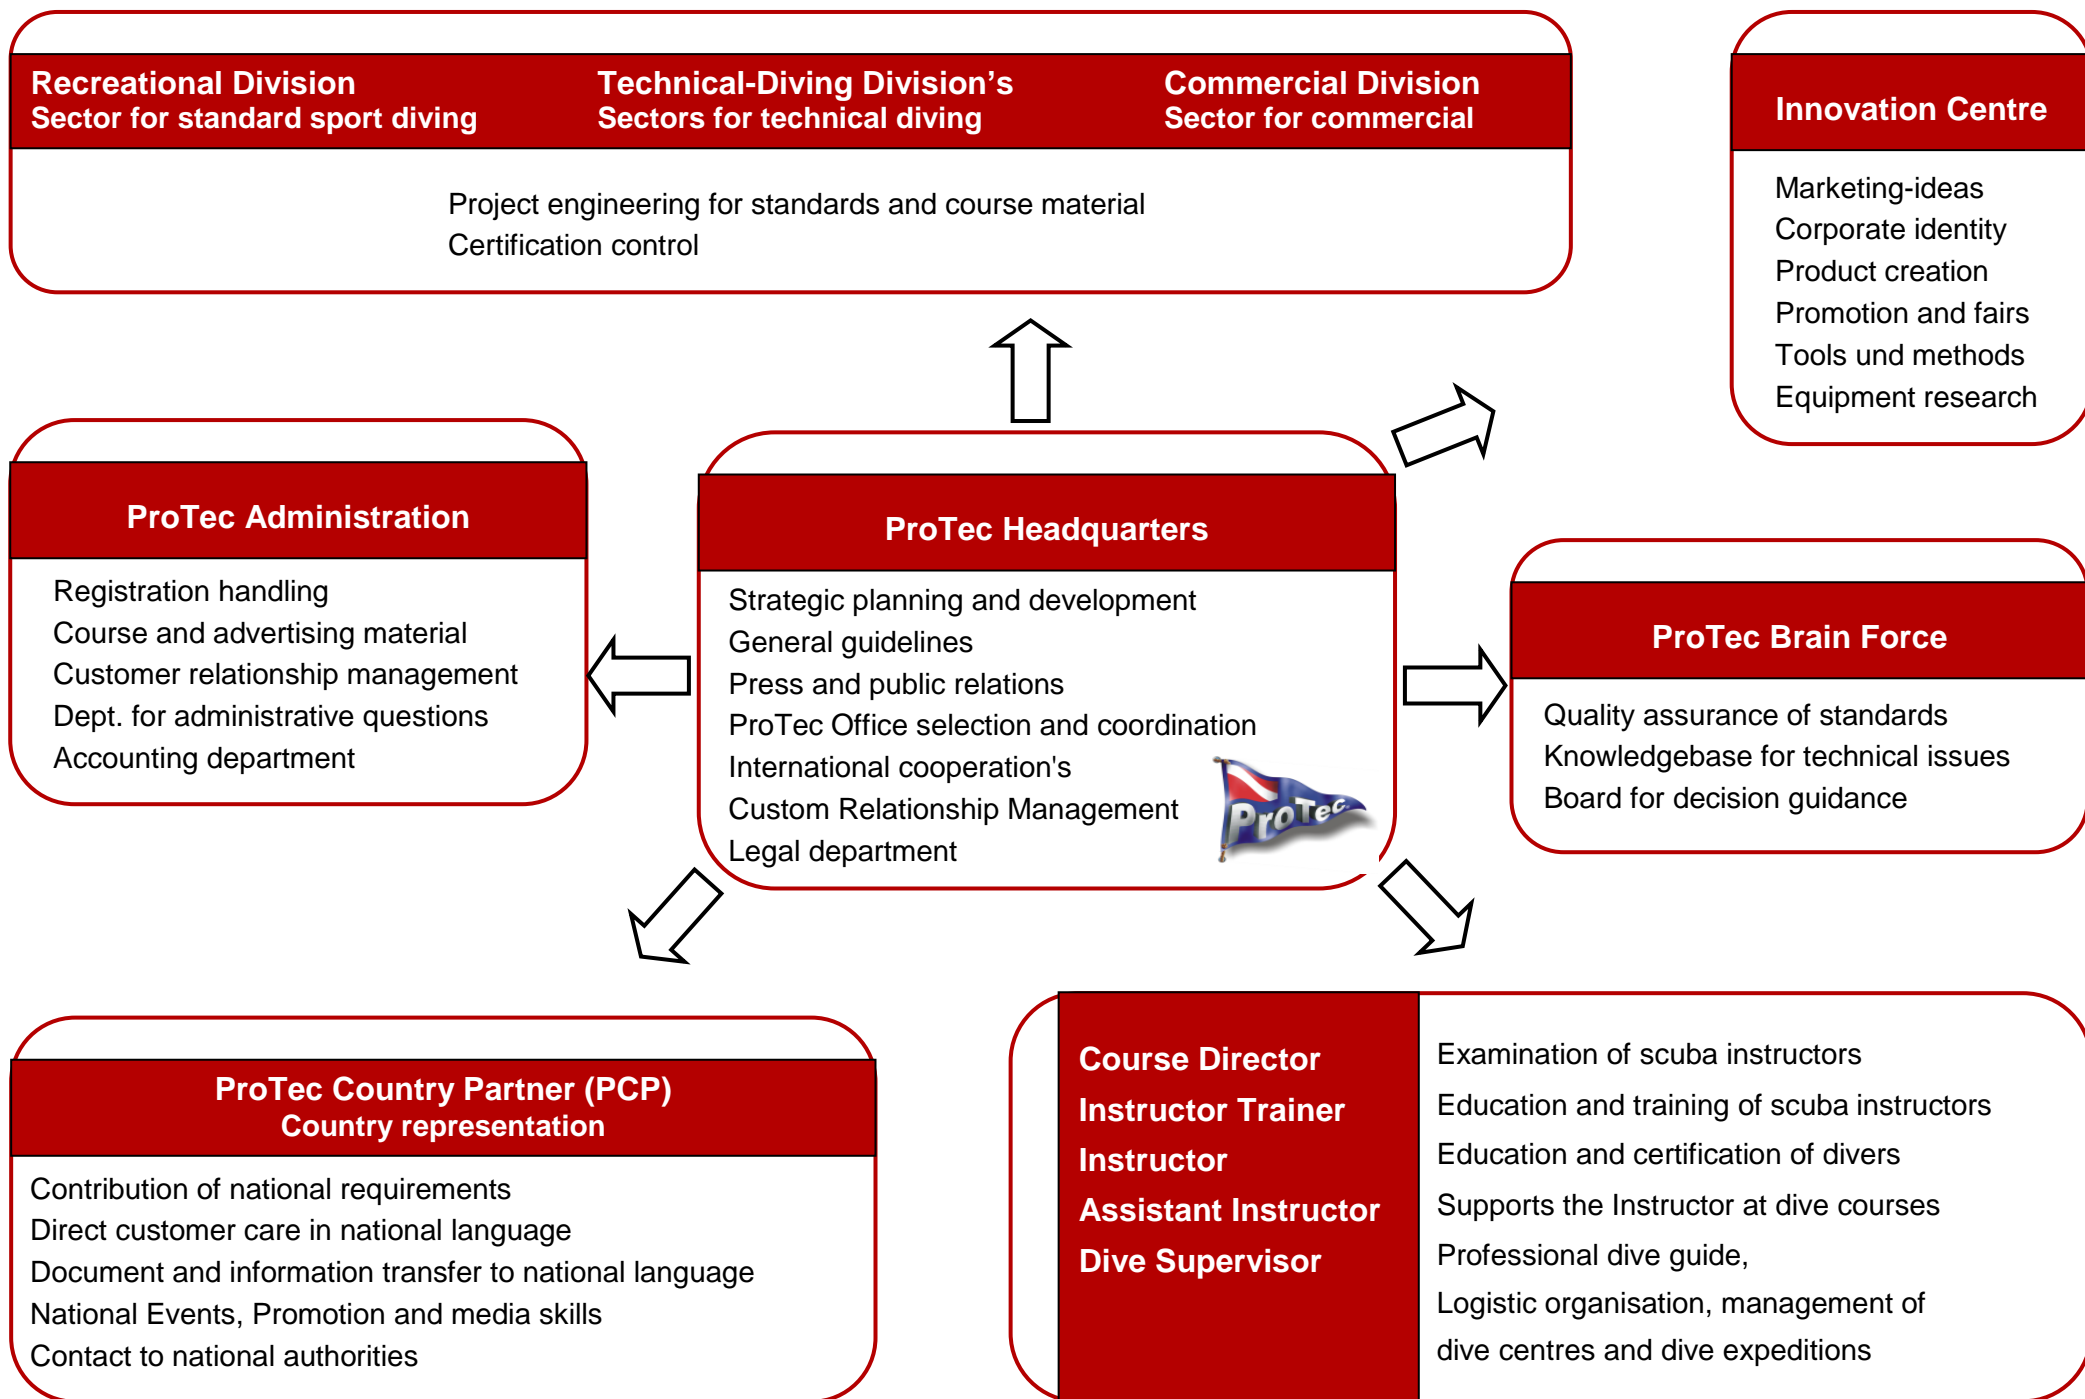 Recreational Division
Sector for standard sport diving
Technical-Diving Division’s
Sectors for technical diving
Commercial Division
Sector for commercial
Project engineering for standards and course material
Certification control
Innovation Centre
Marketing-ideas
Corporate identity
Product creation
Promotion and fairs
Tools und methods
Equipment research
ProTec Administration
Registration handling
Course and advertising material
Customer relationship management
Dept. for administrative questions
Accounting department
ProTec Headquarters
Strategic planning and development
General guidelines
Press and public relations
ProTec Office selection and coordination
International cooperation's
Custom Relationship Management
Legal department
ProTec
ProTec Brain Force
Quality assurance of standards
Knowledgebase for technical issues
Board for decision guidance
ProTec Country Partner (PCP)
Country representation
Contribution of national requirements
Direct customer care in national language
Document and information transfer to national language
National Events, Promotion and media skills
Contact to national authorities
Course Director
Instructor Trainer
Instructor
Assistant Instructor
Dive Supervisor
Examination of scuba instructors
Education and training of scuba instructors
Education and certification of divers
Supports the Instructor at dive courses
Professional dive guide,
Logistic organisation, management of
dive centres and dive expeditions